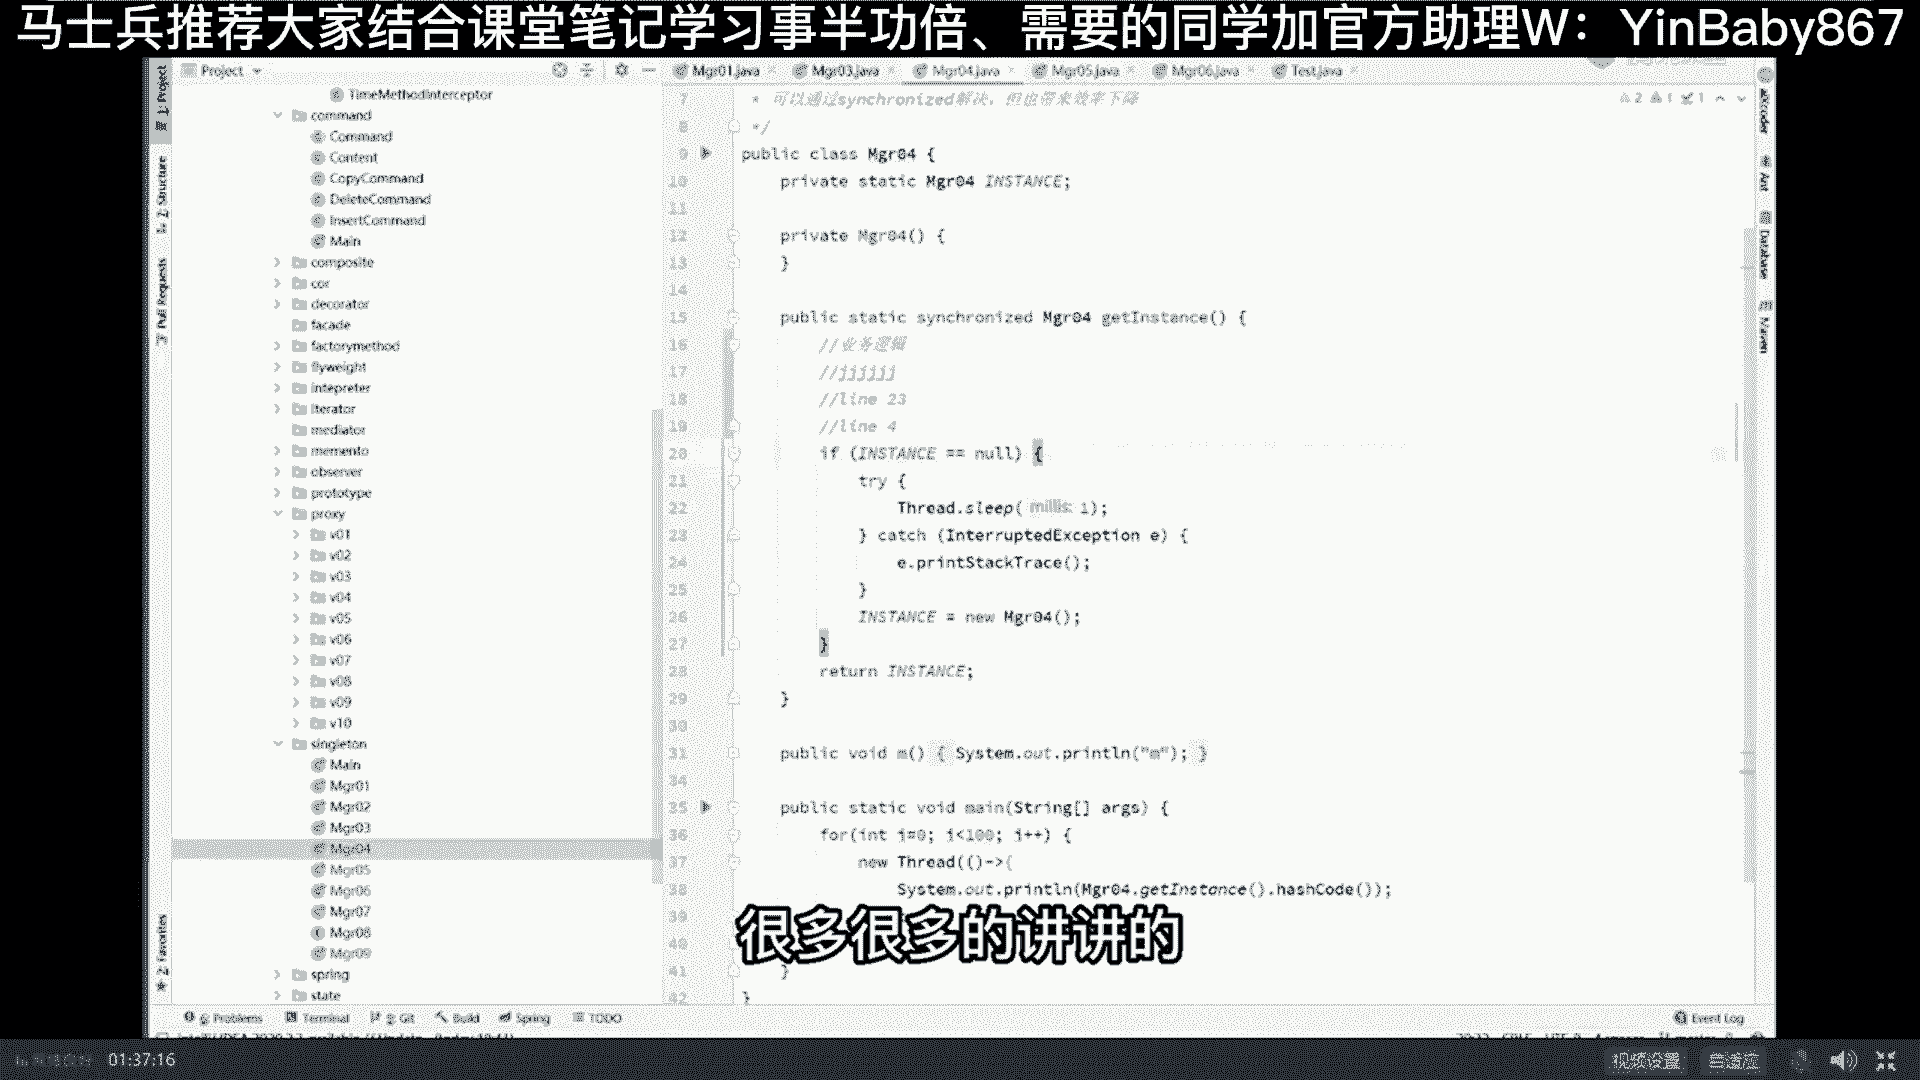 马士兵推荐大家结合课堂笔记学习事半功倍、需要的同学加官方助理W：YinBaby867
Project
Mgr01.java
Mgr03.java
Mgr04.java
Mgr05.java
Mgr06.java
Test.java
1: Project
2: Structure
Pull Requests
2: Favorites
TimeMethodInterceptor
command
Command
Content
CopyCommand
DeleteCommand
InsertCommand
Main
composite
cor
decorator
facade
factorymethod
flyweight
intepreter
iterator
mediator
memento
observer
prototype
proxy
v01
v02
v03
v04
v05
v06
v07
v08
v09
v10
singleton
Main
Mgr01
Mgr02
Mgr03
Mgr04
Mgr05
Mgr06
Mgr07
Mgr08
Mgr09
spring
state
7 * 可以通过synchronized解决，但也带来效率下降
8 */
9 public class Mgr04 {
10 private static Mgr04 INSTANCE;
11
12 private Mgr04() {
13 }
14
15 public static synchronized Mgr04 getInstance() {
16 //业务逻辑
17 //jjjjjj
18 //line 23
19 //line 4
20 if (INSTANCE == null) {
21 try {
22 Thread.sleep( millis: 1);
23 } catch (InterruptedException e) {
24 e.printStackTrace();
25 }
26 INSTANCE = new Mgr04();
27 }
28 return INSTANCE;
29 }
30
31 public void m() { System.out.println("m"); }
34
35 public static void main(String[] args) {
36 for(int i=0; i<100; i++) {
37 new Thread(()->{
38 System.out.println(Mgr04.getInstance().hashCode());
39
40
41 }
42 }
2 1 1
Ant
Database
Maven
很多很多的讲讲的
6: Problems
Terminal
9: Git
Build
Spring
TODO
Event Log
01:37:16
视频设置
自适应